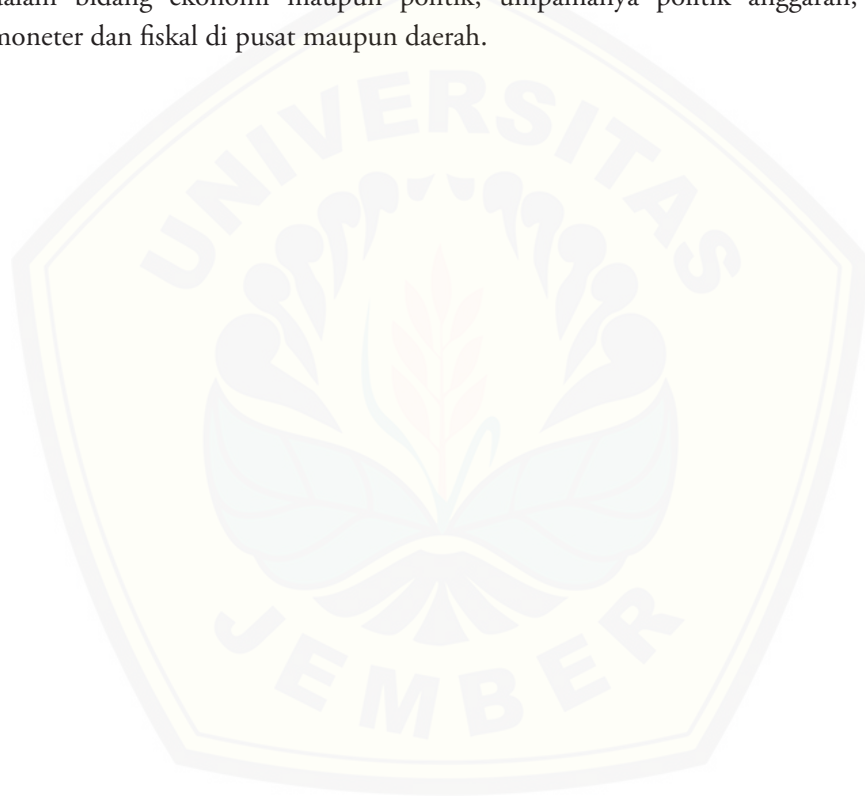 dalam bidang ekonomi maupun politik, umpamanya politik anggaran,
moneter dan fiskal di pusat maupun daerah.
UNIVERSITAS
JEMBER